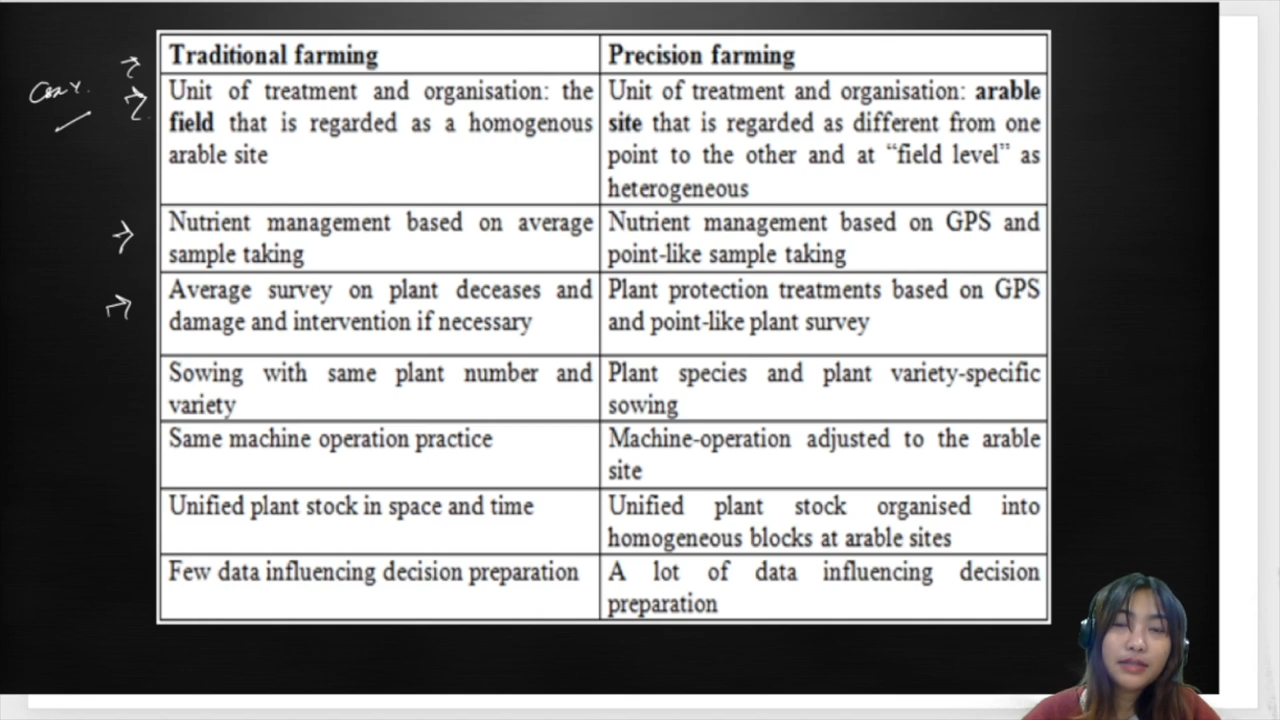 Traditional farming
Precision farming
Unit of treatment and organisation: the
field that is regarded as a homogenous
arable site
Unit of treatment and organisation: arable
site that is regarded as different from one
point to the other and at “field level” as
heterogeneous
Nutrient management based on average
sample taking
Nutrient management based on GPS and
point-like sample taking
Average survey on plant deceases and
damage and intervention if necessary
Plant protection treatments based on GPS
and point-like plant survey
Sowing with same plant number and
variety
Plant species and plant variety-specific
sowing
Same machine operation practice
Machine-operation adjusted to the arable
site
Unified plant stock in space and time
Unified plant stock organised into
homogeneous blocks at arable sites
Few data influencing decision preparation
A lot of data influencing decision
preparation